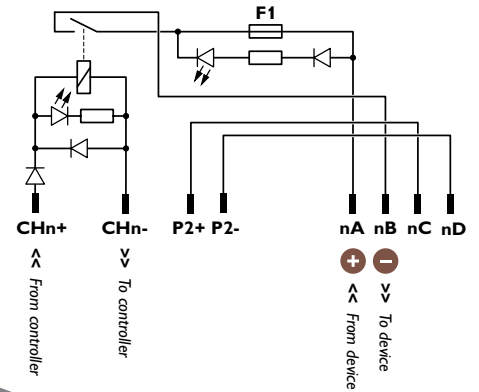 F1
CHn+ CHn- P2+ P2- nA nB nC nD
+ −
<< From controller
>> To controller
<< From device
>> To device